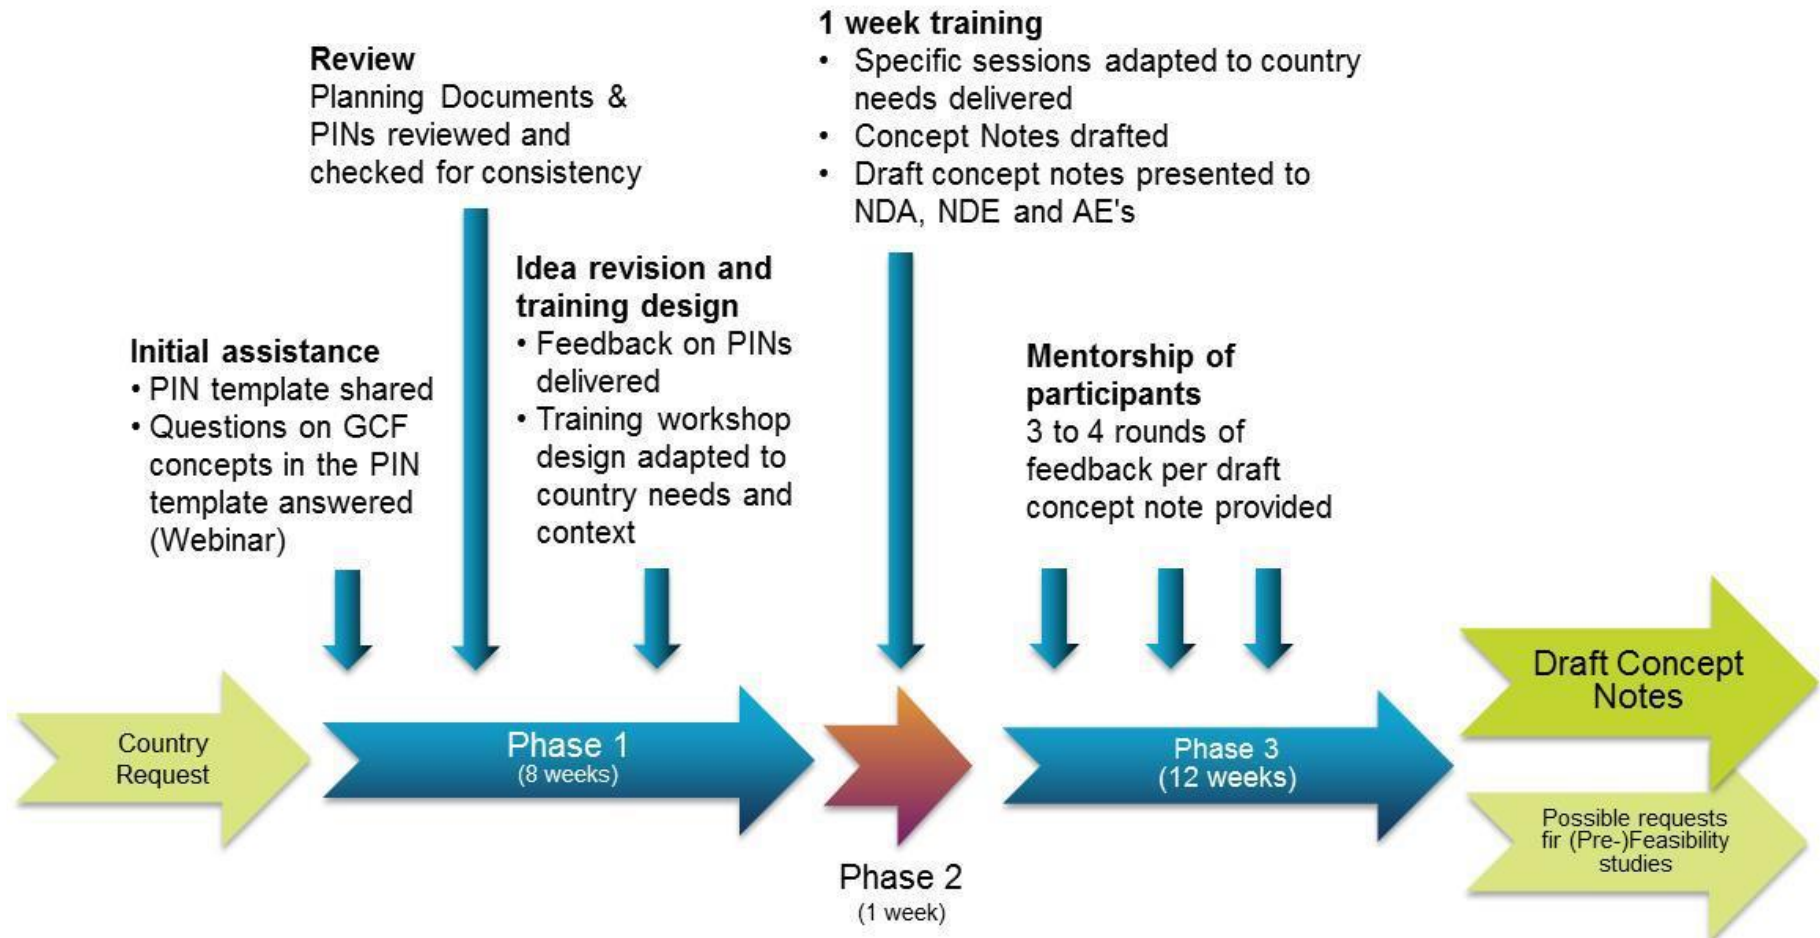 1 week training
• Specific sessions adapted to country
needs delivered
• Concept Notes drafted
• Draft concept notes presented to
NDA, NDE and AE's
Review
Planning Documents &
PINs reviewed and
checked for consistency
Idea revision and
training design
• Feedback on PINs
delivered
• Training workshop
design adapted to
country needs and
context
Initial assistance
• PIN template shared
• Questions on GCF
concepts in the PIN
template answered
(Webinar)
Mentorship of
participants
3 to 4 rounds of
feedback per draft
concept note provided
Country
Request
Phase 1
(8 weeks)
Phase 2
(1 week)
Phase 3
(12 weeks)
Draft Concept
Notes
Possible requests
fir (Pre-)Feasibility
studies